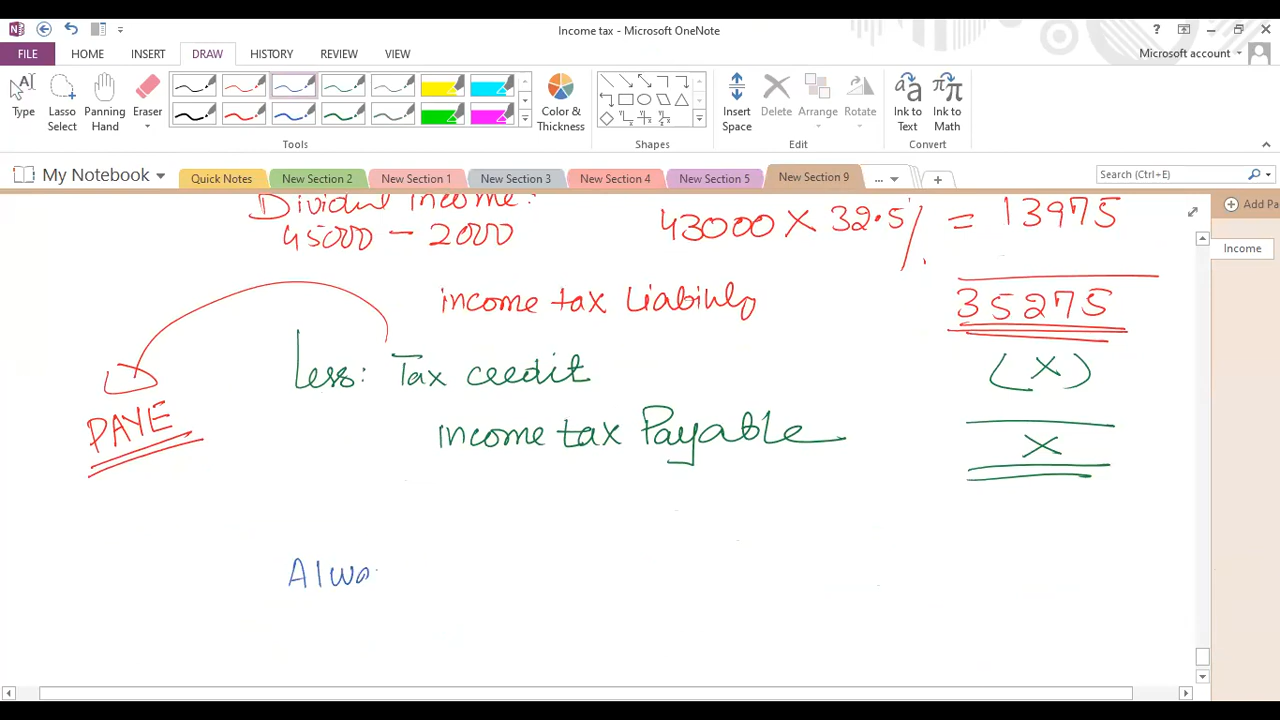 Income tax - Microsoft OneNote
?
FILE HOME INSERT DRAW HISTORY REVIEW VIEW
Microsoft account
Type
Lasso Select
Panning Hand
Eraser
Color & Thickness
Insert Space
Delete
Arrange
Rotate
Ink to Text
Ink to Math
Tools
Shapes
Edit
Convert
My Notebook
Quick Notes
New Section 2
New Section 1
New Section 3
New Section 4
New Section 5
New Section 9
...
Search (Ctrl+E)
Add Pa
Income
Dividend income:
45000 - 2000 43000 X 32.5% = 13975
income tax Liability 35275
Less: Tax credit (X)
PAYE
income tax Payable X
Alwa